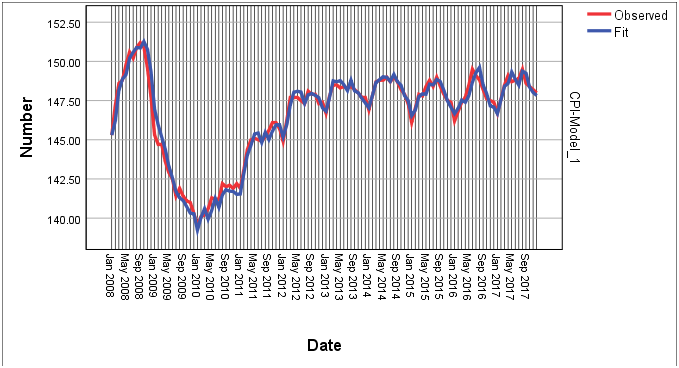 Observed
Fit
152.50
150.00
147.50
145.00
142.50
140.00
Number
CPI-Model_1
Jan 2008
May 2008
Sep 2008
Jan 2009
May 2009
Sep 2009
Jan 2010
May 2010
Sep 2010
Jan 2011
May 2011
Sep 2011
Jan 2012
May 2012
Sep 2012
Jan 2013
May 2013
Sep 2013
Jan 2014
May 2014
Sep 2014
Jan 2015
May 2015
Sep 2015
Jan 2016
May 2016
Sep 2016
Jan 2017
May 2017
Sep 2017
Date